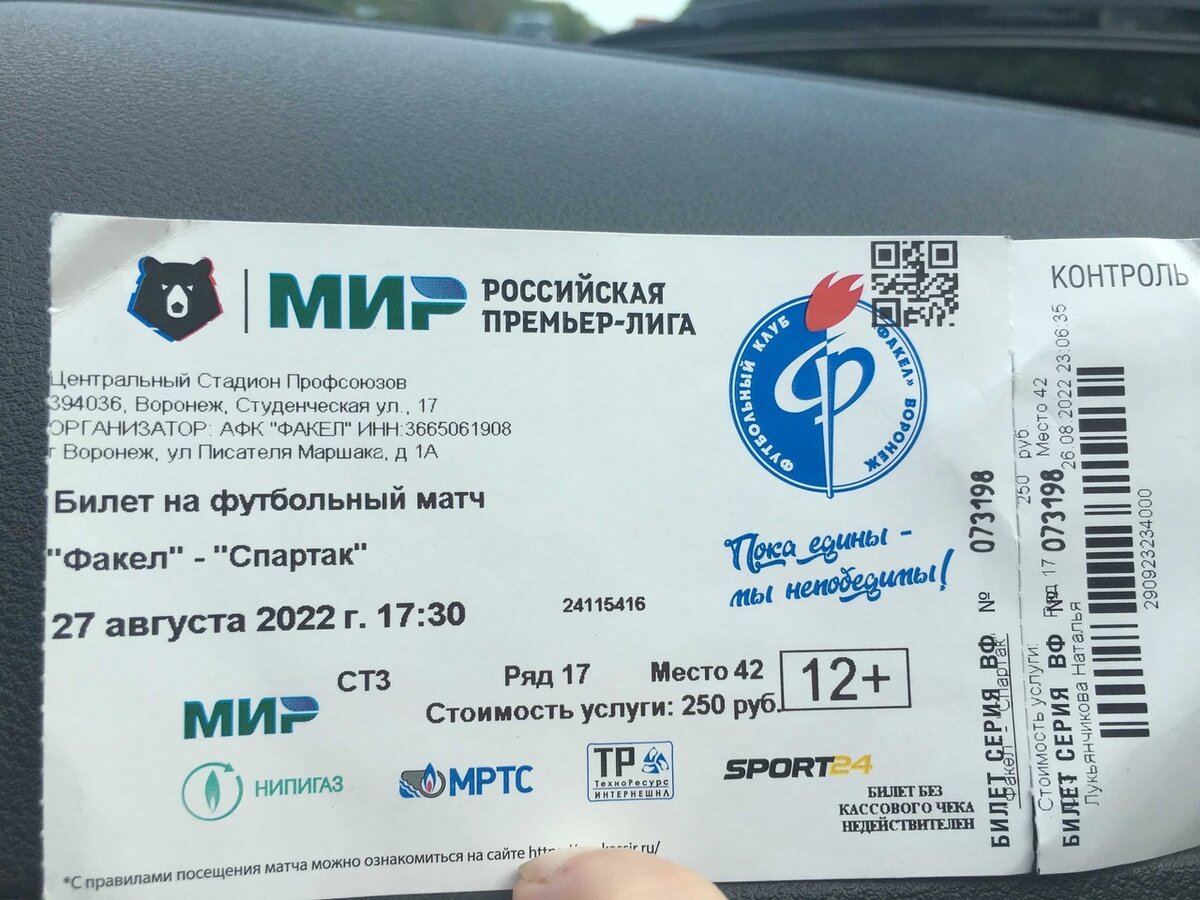 МИР РОССИЙСКАЯ
ПРЕМЬЕР-ЛИГА
Центральный Стадион Профсоюзов
394036, Воронеж, Студенческая ул., 17
ОРГАНИЗАТОР: АФК "ФАКЕЛ" ИНН:3665061908
г Воронеж, ул Писателя Маршака, д 1А
Билет на футбольный матч
"Факел" - "Спартак"
27 августа 2022 г. 17:30
24115416
СТ3 Ряд 17 Место 42
Стоимость услуги: 250 руб.
12+
ФУТБОЛЬНЫЙ КЛУБ «ФАКЕЛ» ВОРОНЕЖ
Ф
Пока едины -
мы непобедимы!
МИР
НИПИГАЗ
МРТС
ТР
ТехноРесурс
ИНТЕРНЕШНЛ
SPORT24
БИЛЕТ БЕЗ
КАССОВОГО ЧЕКА
НЕДЕЙСТВИТЕЛЕН
*С правилами посещения матча можно ознакомиться на сайте
БИЛЕТ СЕРИЯ ВФ № 073198
Факел - Спартак
КОНТРОЛЬ
Стоимость услуги: 250 руб
БИЛЕТ СЕРИЯ ВФ № 073198
Ряд 17 Место 42
Лукьянчикова Наталья 26 08 2022 23:06:35
29092323400​0